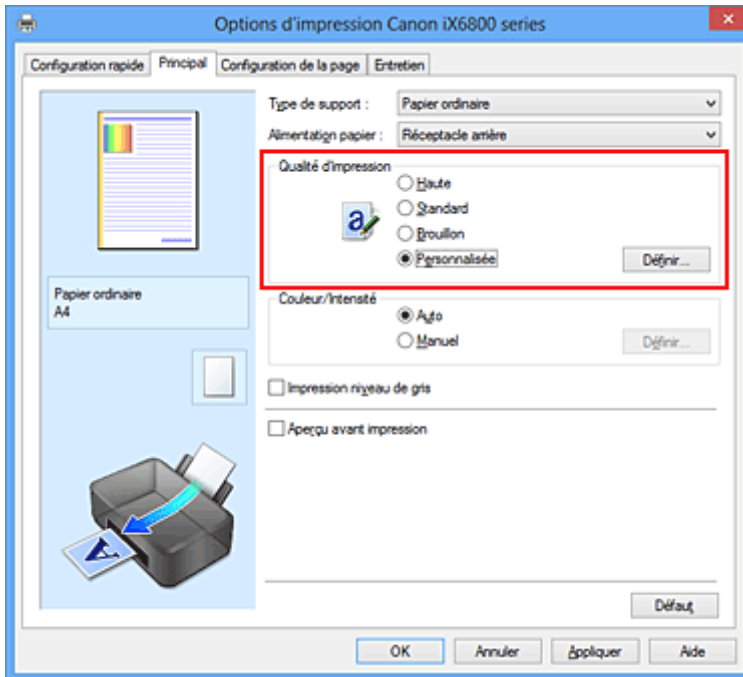 Options d'impression Canon iX6800 series
Configuration rapide Principal Configuration de la page Entretien
Type de support : Papier ordinaire
Alimentation papier : Réceptacle arrière
Qualité d'impression
Haute
Standard
Brouillon
Personnalisée Définir...
Papier ordinaire
A4
Couleur/Intensité
Auto
Manuel Définir...
Impression niveau de gris
Aperçu avant impression
Défaut
OK Annuler Appliquer Aide